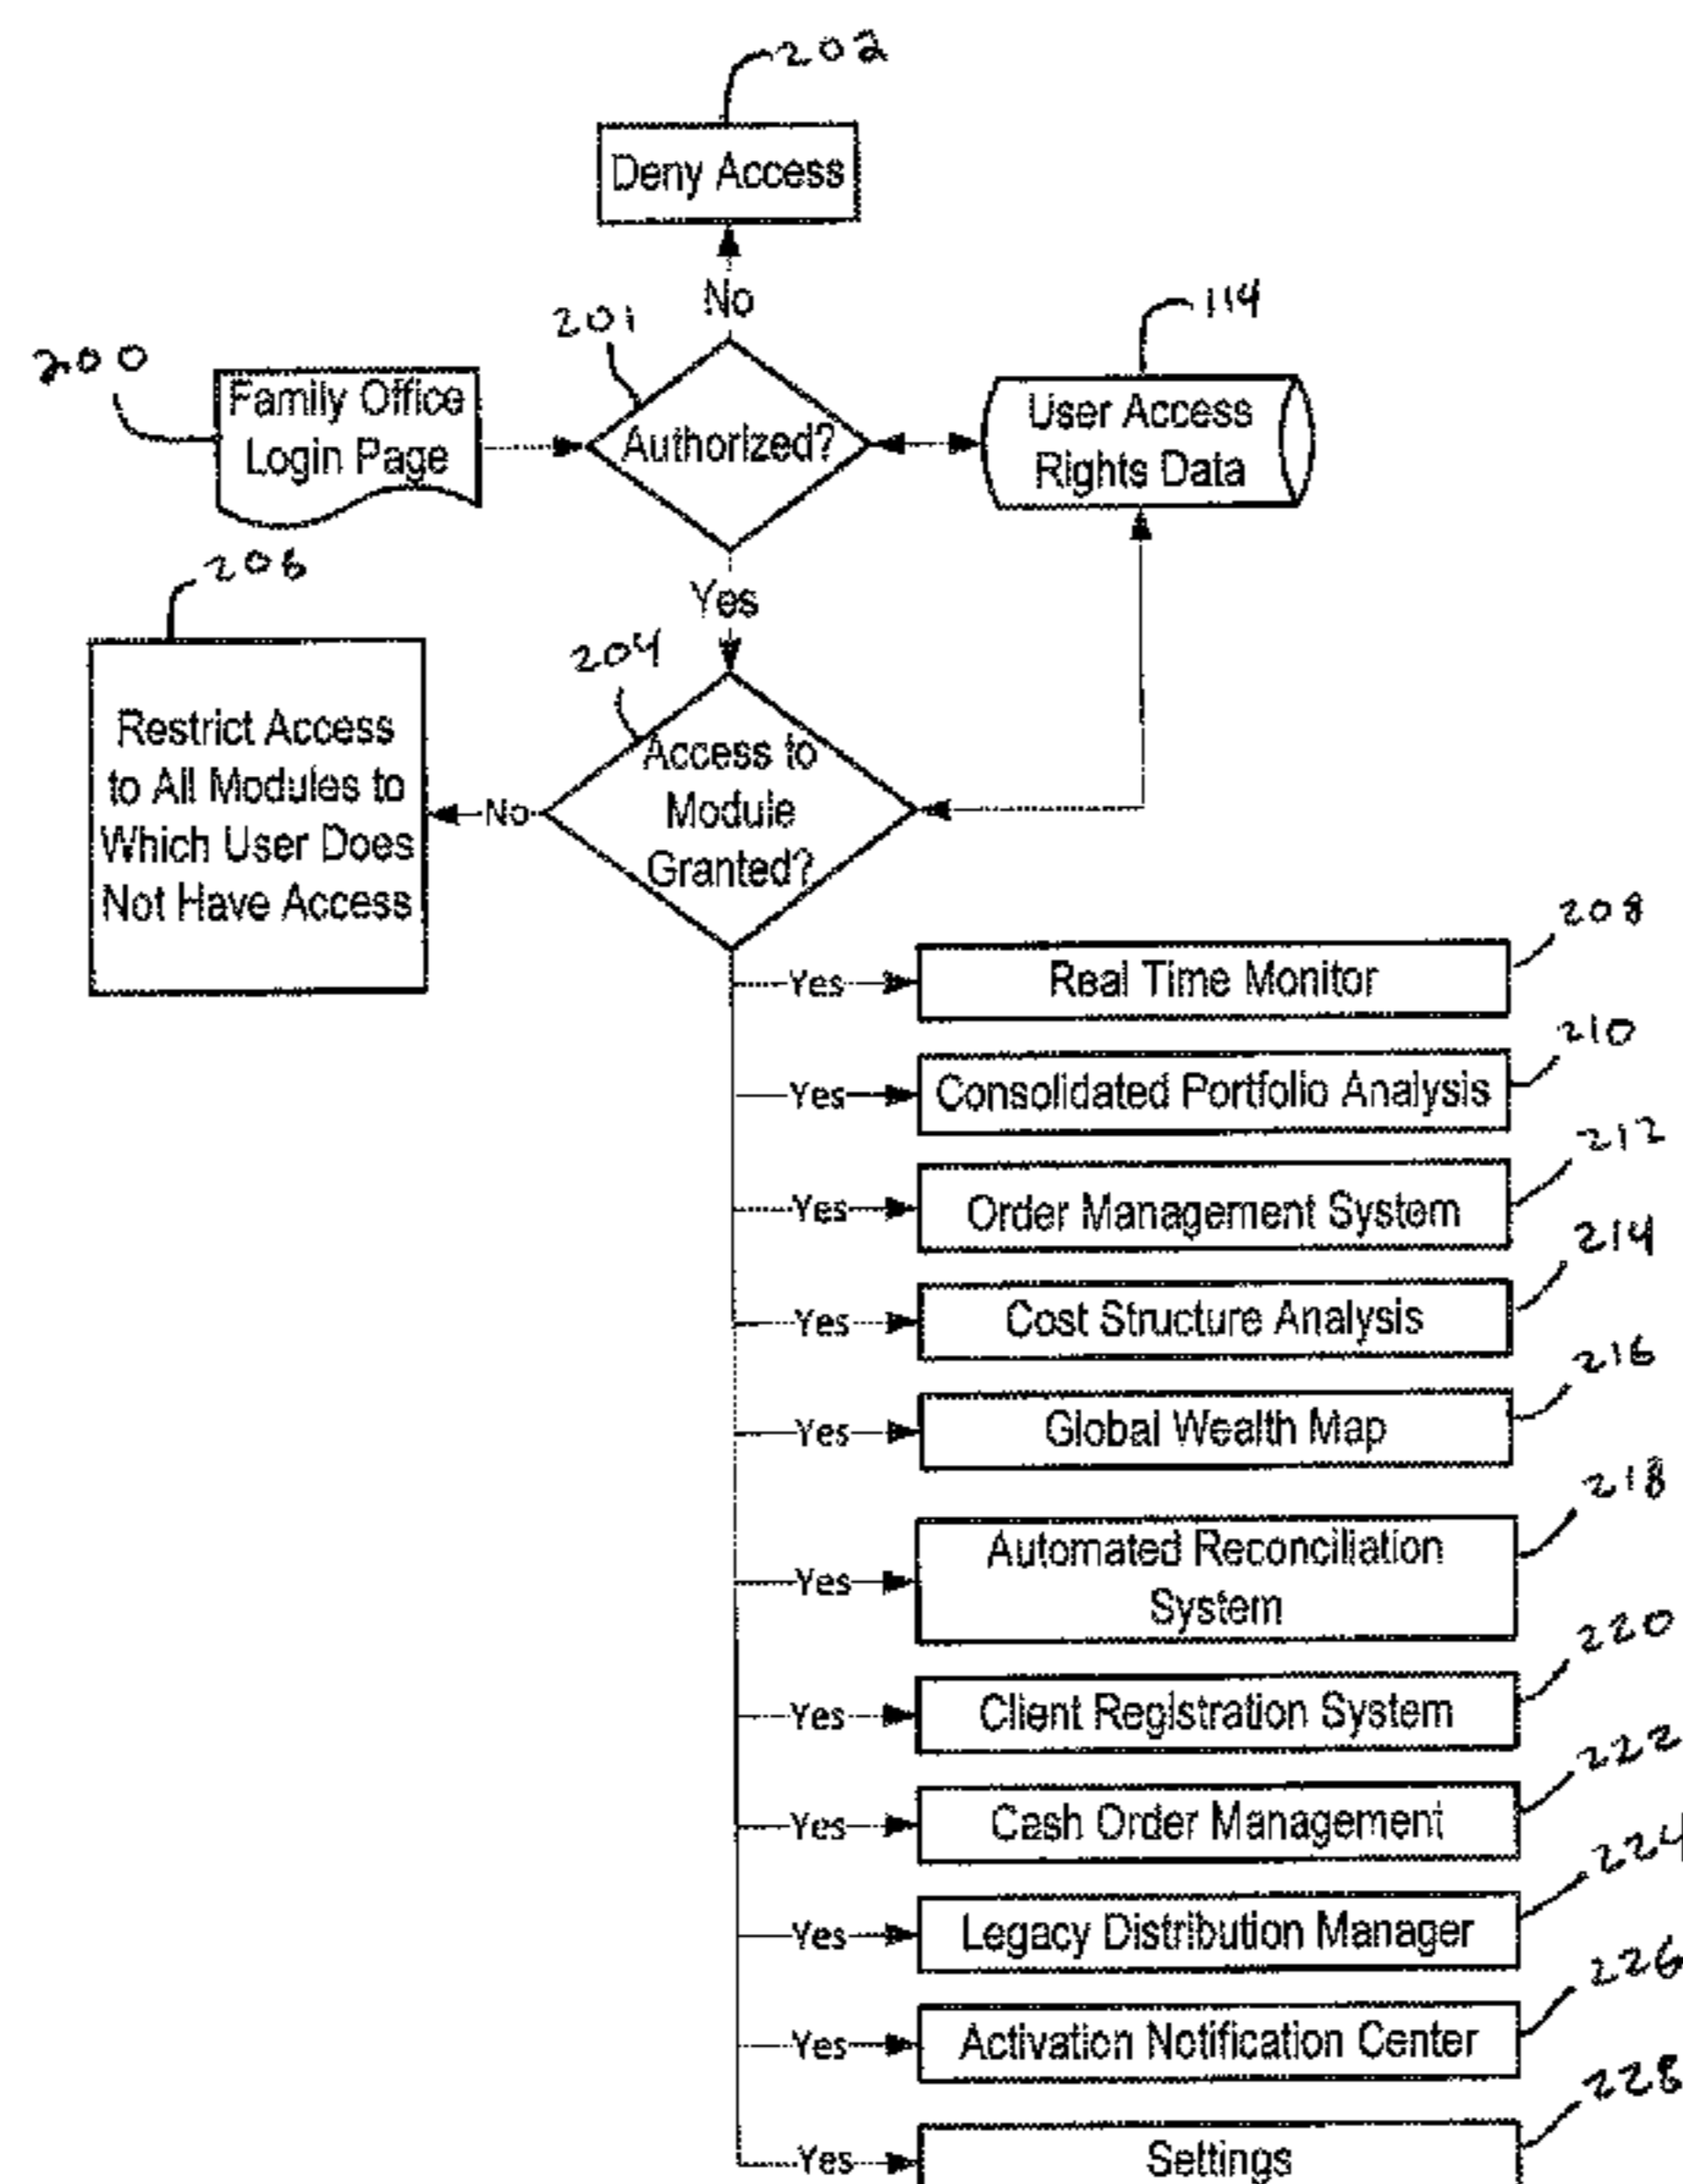 202
Deny Access
No
201
114
200
Family Office
Login Page
Authorized?
User Access
Rights Data
206
Yes
204
Restrict Access
to All Modules to
Which User Does
Not Have Access
No
Access to
Module
Granted?
208
Yes
Real Time Monitor
210
Yes
Consolidated Portfolio Analysis
212
Yes
Order Management System
214
Yes
Cost Structure Analysis
216
Yes
Global Wealth Map
218
Yes
Automated Reconciliation
System
220
Yes
Client Registration System
222
Yes
Cash Order Management
224
Yes
Legacy Distribution Manager
226
Yes
Activation Notification Center
228
Yes
Settings